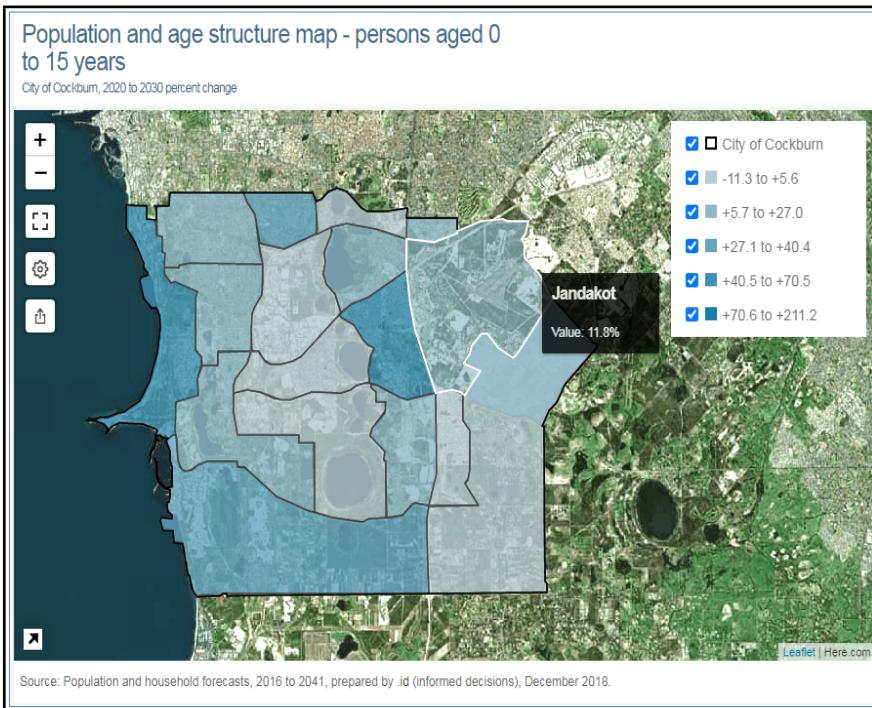 Population and age structure map - persons aged 0
to 15 years
City of Cockburn, 2020 to 2030 percent change
+
−
City of Cockburn
-11.3 to +5.6
+5.7 to +27.0
+27.1 to +40.4
+40.5 to +70.5
+70.6 to +211.2
Jandakot
Value: 11.8%
Leaflet | Here.com
Source: Population and household forecasts, 2016 to 2041, prepared by .id (informed decisions), December 2018.